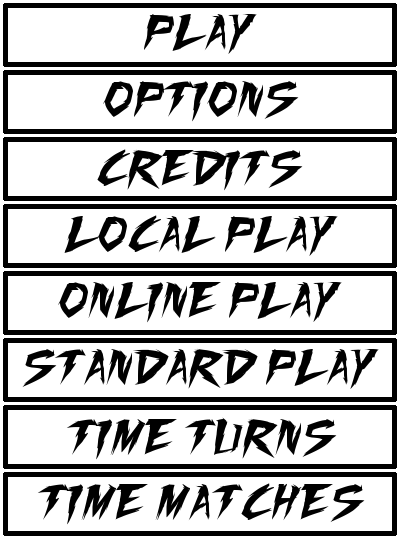 PLAY
OPTIONS
CREDITS
LOCAL PLAY
ONLINE PLAY
STANDARD PLAY
TIME TURNS
TIME MATCHES